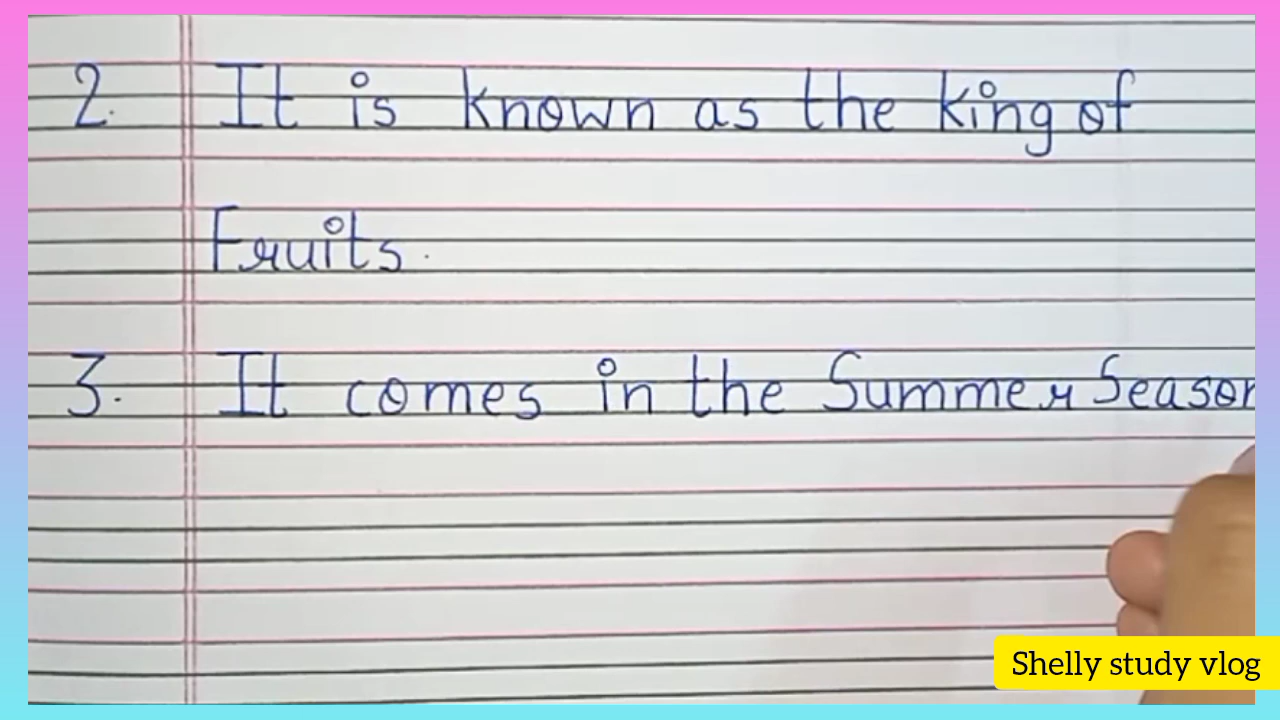 2. It is known as the king of
Fruits.
3. It comes in the Summer Season
Shelly study vlog